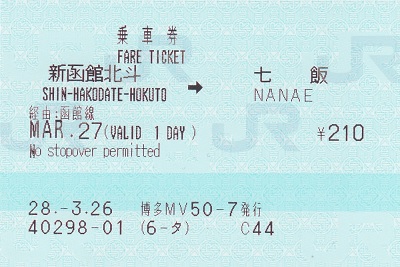 乗車券
FARE TICKET
新函館北斗 → 七飯
SHIN-HAKODATE-HOKUTO NANAE
経由:函館線
MAR.27(VALID 1DAY) ¥210
No stopover permitted
28.-3.26 博多MV50-7発行
40298-01 (6-タ) C44